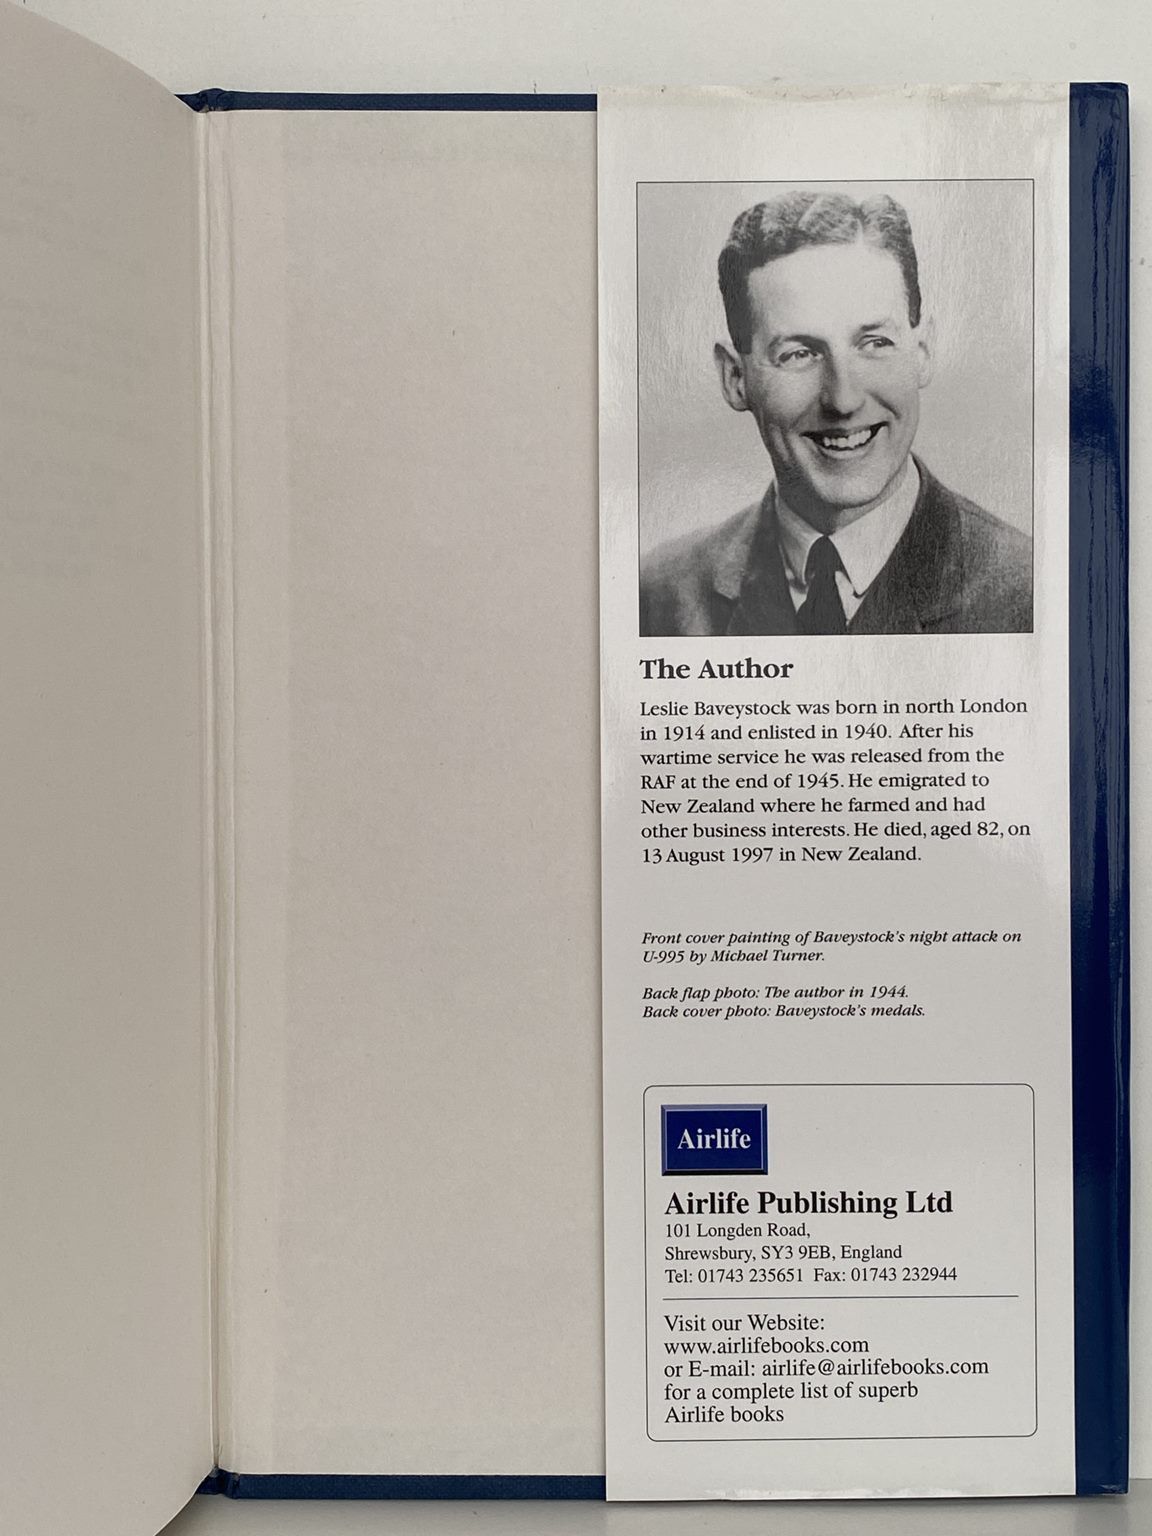 The Author
Leslie Baveystock was born in north London
in 1914 and enlisted in 1940. After his
wartime service he was released from the
RAF at the end of 1945. He emigrated to
New Zealand where he farmed and had
other business interests. He died, aged 82, on
13 August 1997 in New Zealand.
Front cover painting of Baveystock's night attack on
U-995 by Michael Turner.
Back flap photo: The author in 1944.
Back cover photo: Baveystock's medals.
Airlife
Airlife Publishing Ltd
101 Longden Road,
Shrewsbury, SY3 9EB, England
Tel: 01743 235651 Fax: 01743 232944
Visit our Website:
www.airlifebooks.com
or E-mail: airlife@airlifebooks.com
for a complete list of superb
Airlife books